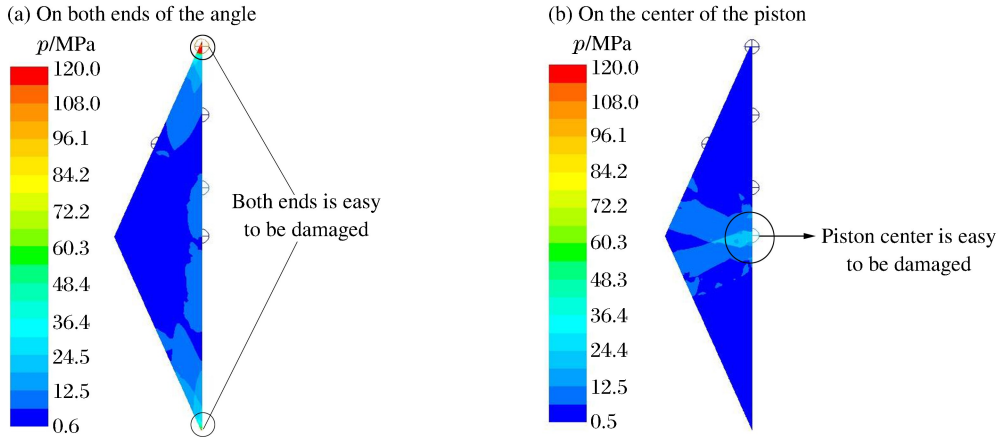 (a) On both ends of the angle
p/MPa
120.0
108.0
96.1
84.2
72.2
60.3
48.4
36.4
24.5
12.5
0.6
Both ends is easy
to be damaged
(b) On the center of the piston
p/MPa
120.0
108.0
96.1
84.2
72.2
60.3
48.3
36.4
24.4
12.5
0.5
Piston center is easy
to be damaged